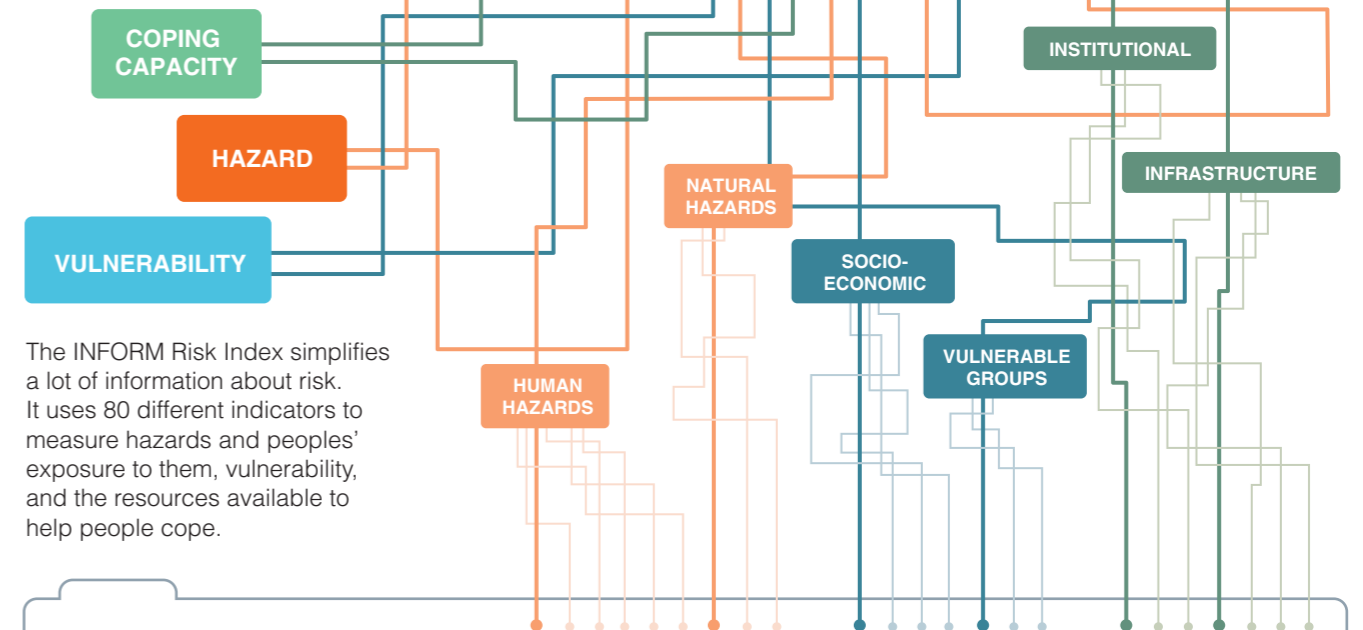 COPING
CAPACITY
INSTITUTIONAL
HAZARD
INFRASTRUCTURE
NATURAL
HAZARDS
VULNERABILITY
SOCIO-
ECONOMIC
The INFORM Risk Index simplifies
a lot of information about risk.
It uses 80 different indicators to
measure hazards and peoples’
exposure to them, vulnerability,
and the resources available to
help people cope.
VULNERABLE
GROUPS
HUMAN
HAZARDS